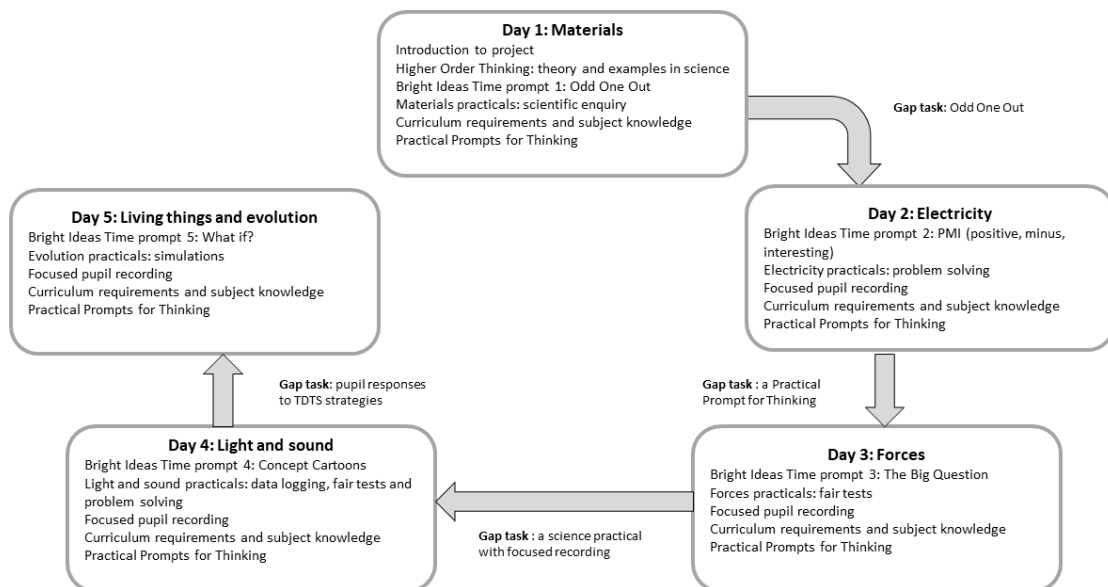 Day 1: Materials
Introduction to project
Higher Order Thinking: theory and examples in science
Bright Ideas Time prompt 1: Odd One Out
Materials practicals: scientific enquiry
Curriculum requirements and subject knowledge
Practical Prompts for Thinking
Gap task: Odd One Out
Day 2: Electricity
Bright Ideas Time prompt 2: PMI (positive, minus,
interesting)
Electricity practicals: problem solving
Focused pupil recording
Curriculum requirements and subject knowledge
Practical Prompts for Thinking
Gap task : a Practical
Prompt for Thinking
Day 3: Forces
Bright Ideas Time prompt 3: The Big Question
Forces practicals: fair tests
Focused pupil recording
Curriculum requirements and subject knowledge
Practical Prompts for Thinking
Gap task : a science practical
with focused recording
Day 4: Light and sound
Bright Ideas Time prompt 4: Concept Cartoons
Light and sound practicals: data logging, fair tests and
problem solving
Focused pupil recording
Curriculum requirements and subject knowledge
Practical Prompts for Thinking
Gap task: pupil responses
to TDTS strategies
Day 5: Living things and evolution
Bright Ideas Time prompt 5: What if?
Evolution practicals: simulations
Focused pupil recording
Curriculum requirements and subject knowledge
Practical Prompts for Thinking